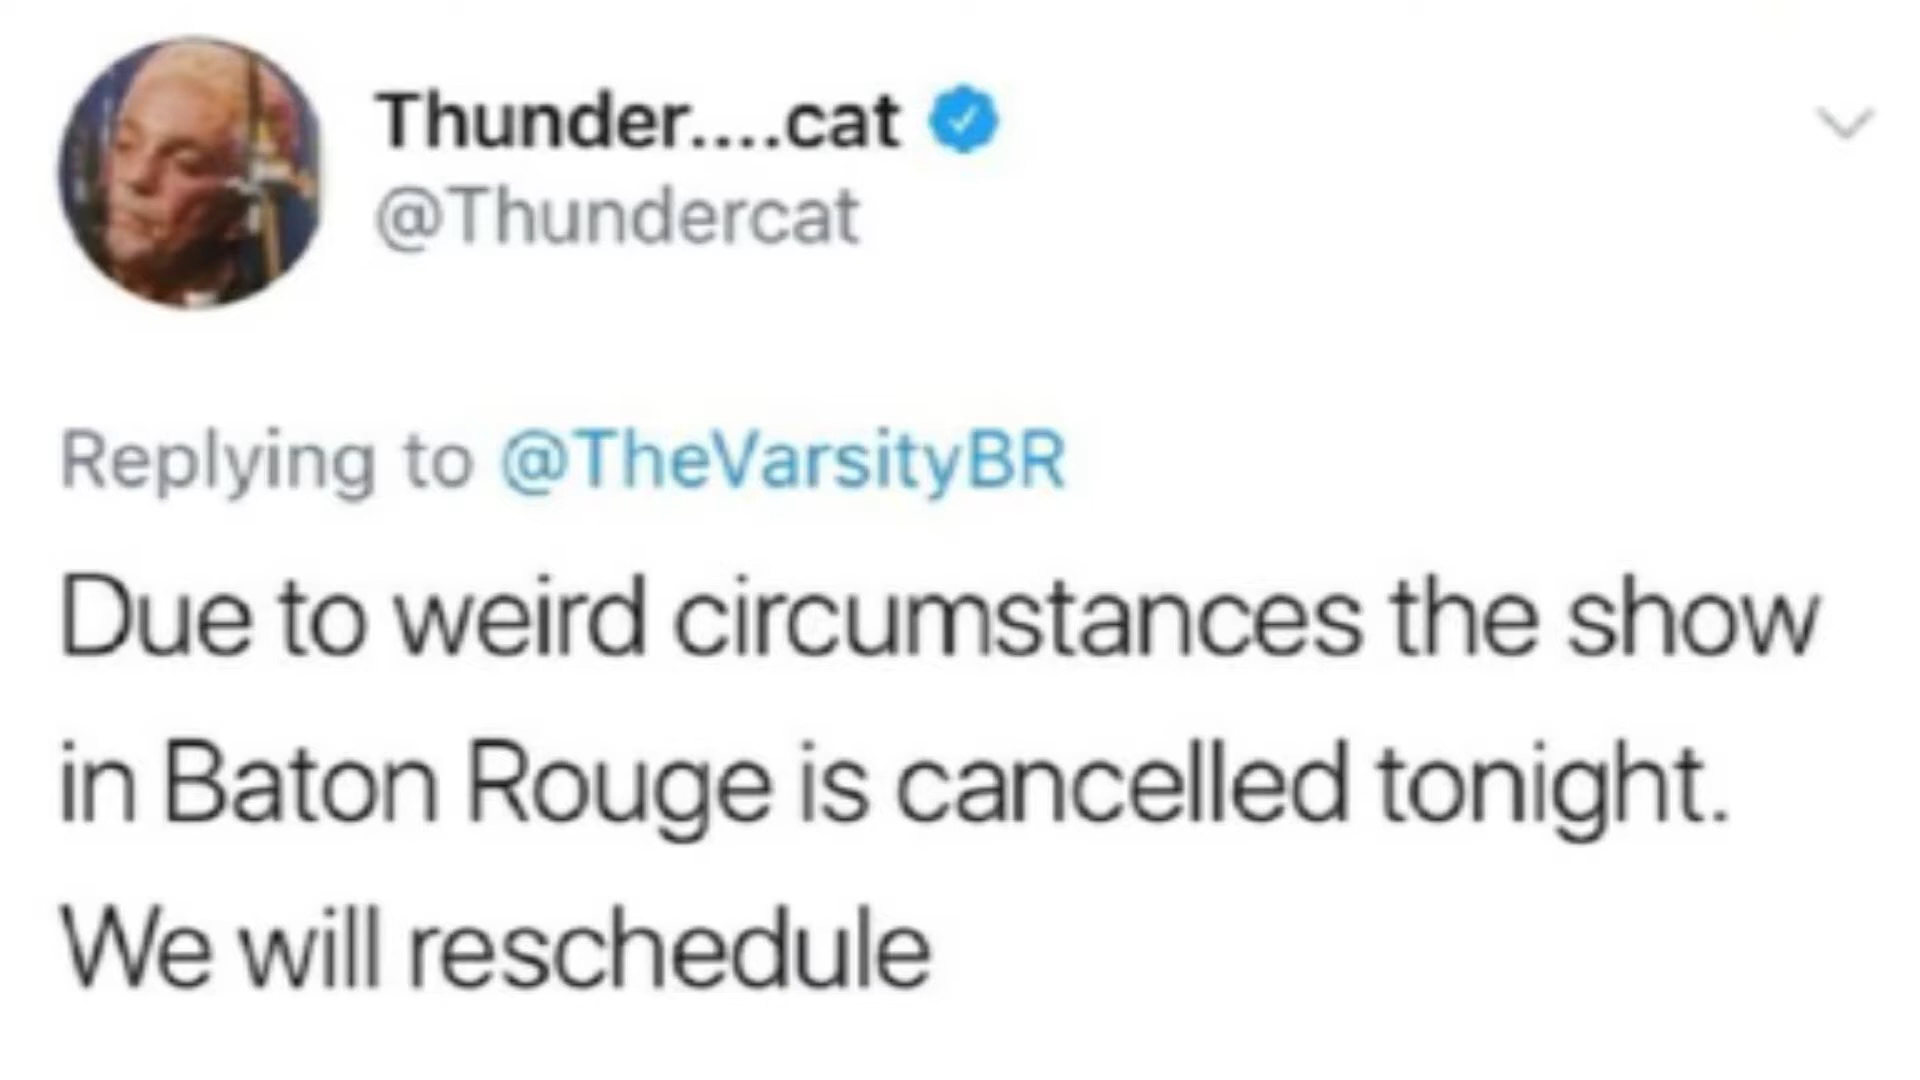 Thunder....cat
@Thundercat
Replying to @TheVarsityBR
Due to weird circumstances the show
in Baton Rouge is cancelled tonight.
We will reschedule